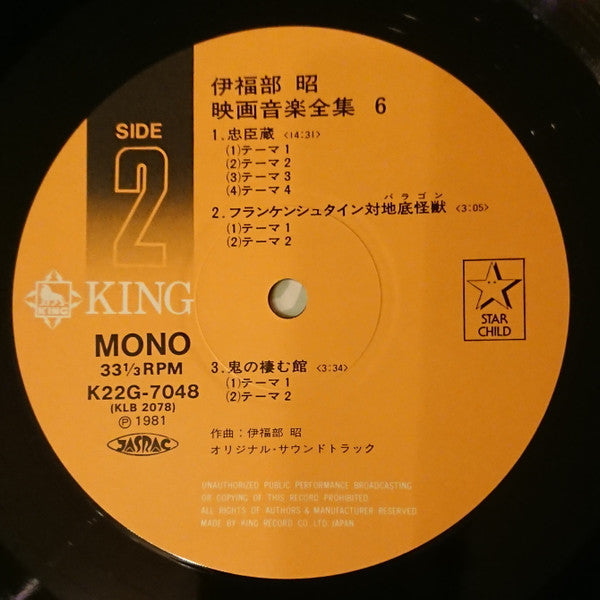 伊福部 昭
映画音楽全集 6
SIDE
2
1. 忠臣蔵 <14:31>
(1)テーマ1
(2)テーマ2
(3)テーマ3
(4)テーマ4
パラゴン
2. フランケンシュタイン対地底怪獣 <3:05>
(1)テーマ1
(2)テーマ2
KING
KING
STAR
CHILD
MONO
33 1/3 RPM
K22G-7048
(KLB 2078)
Ⓟ 1981
JASRAC
3. 鬼の棲む館 <3:34>
(1)テーマ1
(2)テーマ2
作曲：伊福部 昭
オリジナル・サウンドトラック
UNAUTHORIZED PUBLIC PERFORMANCE BROADCASTING
OR COPYING OF THIS RECORD PROHIBITED.
ALL RIGHTS OF AUTHORS & MANUFACTURER RESERVED.
MADE BY KING RECORD CO. LTD. JAPAN.